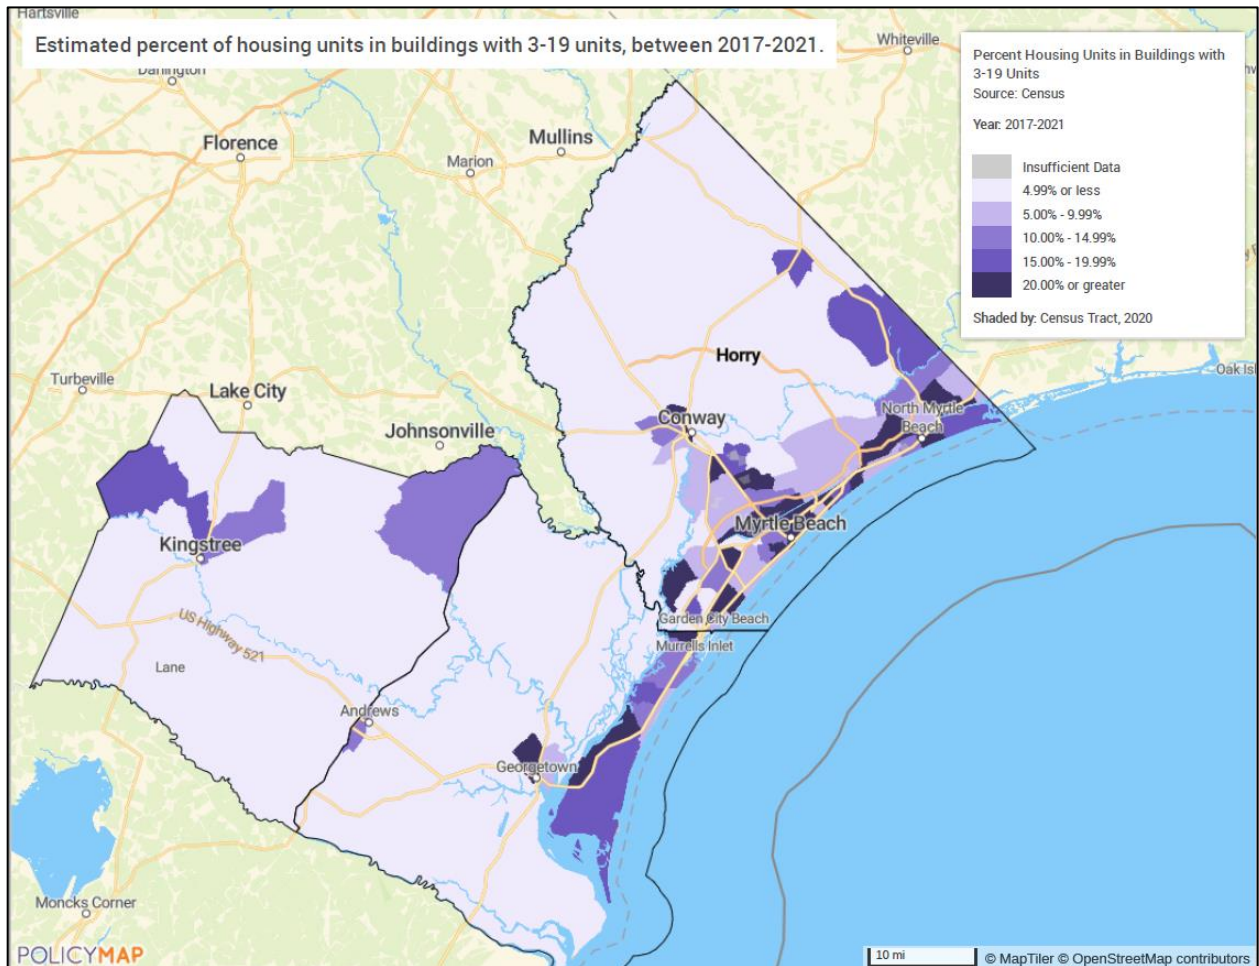 Hartsville
Estimated percent of housing units in buildings with 3-19 units, between 2017-2021.
Darlington
Whiteville
Percent Housing Units in Buildings with
3-19 Units
Source: Census
Year: 2017-2021
Insufficient Data
4.99% or less
5.00% - 9.99%
10.00% - 14.99%
15.00% - 19.99%
20.00% or greater
Shaded by: Census Tract, 2020
Florence
Mullins
Marion
Horry
Oak Isl
Turbeville
Lake City
Johnsonville
Conway
North Myrtle
Beach
Kingstree
Myrtle Beach
US Highway 521
Garden City Beach
Murrells Inlet
Lane
Andrews
Georgetown
Moncks Corner
POLICYMAP
10 mi
© MapTiler © OpenStreetMap contributors